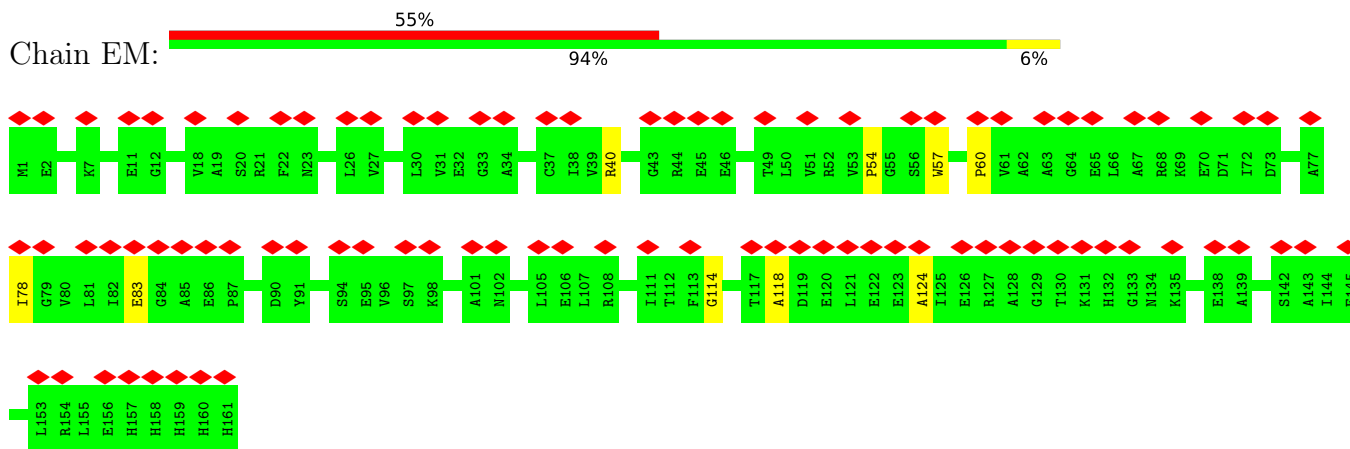 55%
Chain EM:
94% 6%
M1 E2 K7 E11 G12 V18 A19 S20 R21 F22 N23 L26 V27 L30 V31 E32 G33 A34 C37 I38 V39 R40 G43 R44 E45 E46 T49 L50 V51 R52 V53 P54 G55 S56 W57 P60 V61 A62 A63 G64 E65 L66 A67 R68 K69 E70 D71 I72 D73 A77
I78 G79 V80 L81 I82 E83 G84 A85 E86 P87 D90 V91 S94 E95 V96 S97 K98 A101 N102 L105 E106 L107 R108 I111 T112 F113 G114 T117 A118 D119 E120 L121 E122 E123 A124 I125 E126 R127 A128 G129 T130 K131 H132 G133 N134 K135 E138 A139 S142 A143 I144
L153 R154 L155 E156 H157 H158 H159 H160 H161